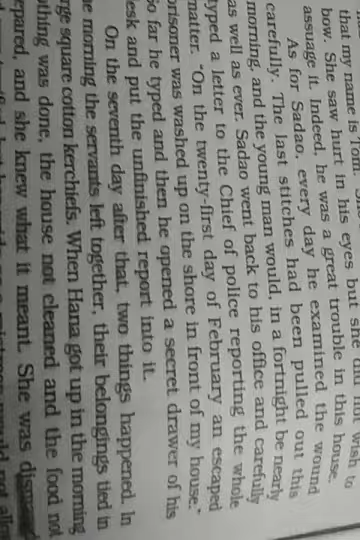 that my name is Tom.
bow. She saw hurt in his eyes but she did not wish to
assuage it. Indeed, he was a great trouble in this house.
As for Sadao, every day he examined the wound
carefully. The last stitches had been pulled out this
morning, and the young man would, in a fortnight be nearly
as well as ever. Sadao went back to his office and carefully
typed a letter to the Chief of police reporting the whole
matter. "On the twenty-first day of February an escaped
prisoner was washed up on the shore in front of my house."
So far he typed and then he opened a secret drawer of his
desk and put the unfinished report into it.
On the seventh day after that, two things happened. In
the morning the servants left together, their belongings tied in
large square cotton kerchiefs. When Hana got up in the morning
nothing was done, the house not cleaned and the food not
prepared, and she knew what it meant. She was